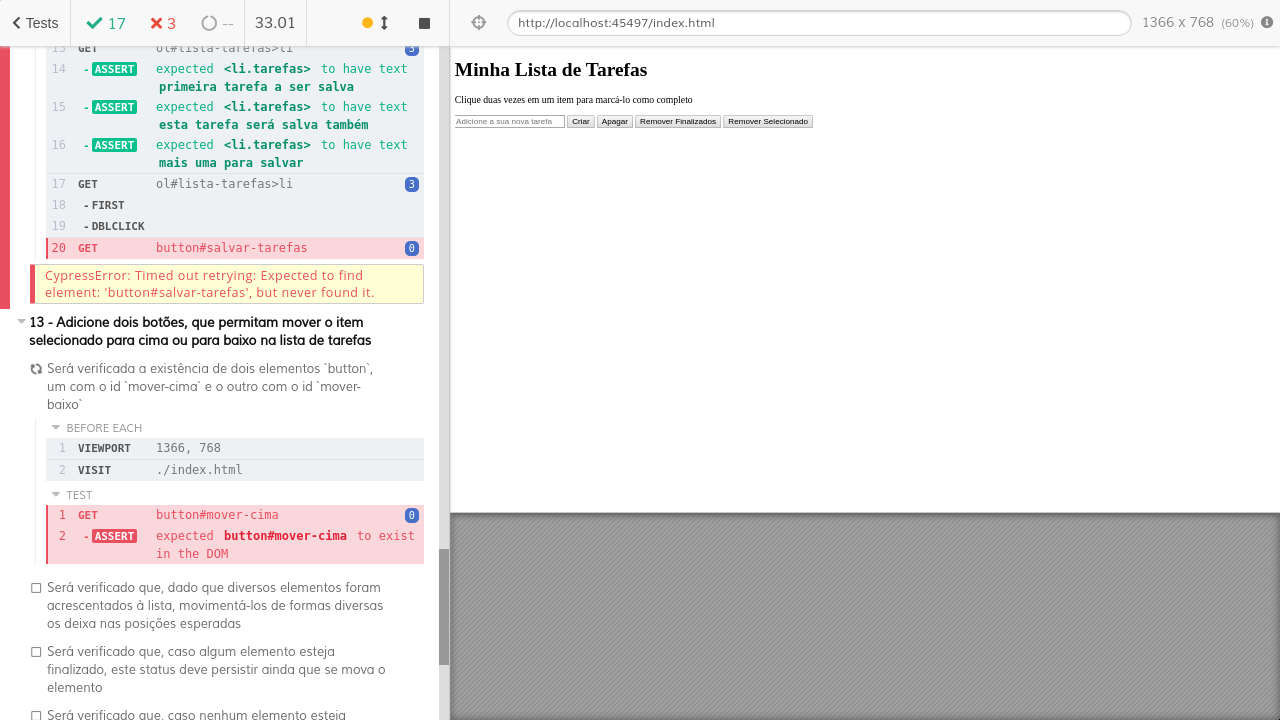 Tests
17
3
--
33.01
http://localhost:45497/index.html
1366 x 768 (60%)
13 GET ol#lista-tarefas>li 3
14 - ASSERT expected <li.tarefas> to have text
primeira tarefa a ser salva
15 - ASSERT expected <li.tarefas> to have text
esta tarefa será salva também
16 - ASSERT expected <li.tarefas> to have text
mais uma para salvar
17 GET ol#lista-tarefas>li 3
18 - FIRST
19 - DBLCLICK
20 GET button#salvar-tarefas 0
CypressError: Timed out retrying: Expected to find
element: 'button#salvar-tarefas', but never found it.
13 - Adicione dois botões, que permitam mover o item
selecionado para cima ou para baixo na lista de tarefas
Será verificada a existência de dois elementos `button`,
um com o id `mover-cima` e o outro com o id `mover-
baixo`
BEFORE EACH
1 VIEWPORT 1366, 768
2 VISIT ./index.html
TEST
1 GET button#mover-cima 0
2 - ASSERT expected button#mover-cima to exist
in the DOM
Será verificado que, dado que diversos elementos foram
acrescentados à lista, movimentá-los de formas diversas
os deixa nas posições esperadas
Será verificado que, caso algum elemento esteja
finalizado, este status deve persistir ainda que se mova o
elemento
Será verificado que, caso nenhum elemento esteja
Minha Lista de Tarefas
Clique duas vezes em um item para marcá-lo como completo
Adicione a sua nova tarefa Criar Apagar Remover Finalizados Remover Selecionado